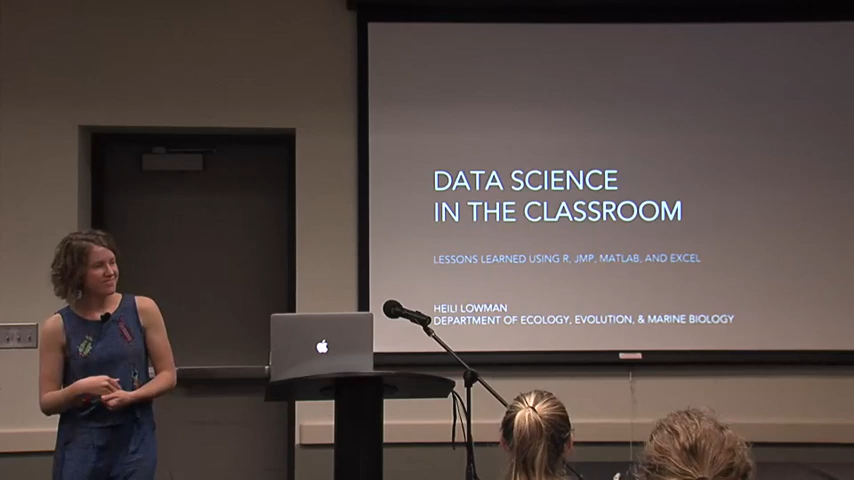 DATA SCIENCE
IN THE CLASSROOM
LESSONS LEARNED USING R, JMP, MATLAB, AND EXCEL
HEILI LOWMAN
DEPARTMENT OF ECOLOGY, EVOLUTION, & MARINE BIOLOGY